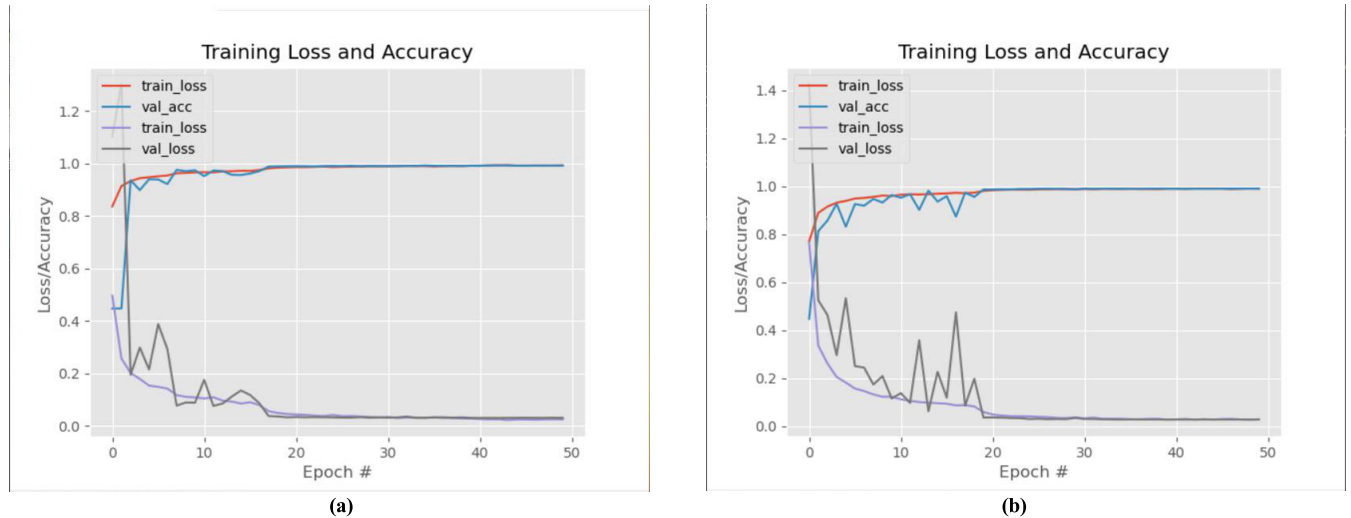 Training Loss and Accuracy
train_loss
val_acc
train_loss
val_loss
1.2
1.0
0.8
0.6
0.4
0.2
0.0
Loss/Accuracy
0 10 20 30 40 50
Epoch #
(a)
Training Loss and Accuracy
train_loss
val_acc
train_loss
val_loss
1.4
1.2
1.0
0.8
0.6
0.4
0.2
0.0
Loss/Accuracy
0 10 20 30 40 50
Epoch #
(b)